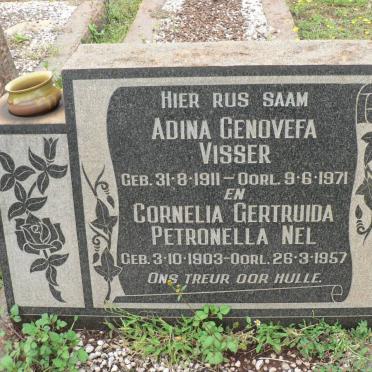 HIER RUS SAAM
ADINA GENOVEFA
VISSER
GEB. 31-8-1911 - OORL. 9-6-1971
EN
CORNELIA GERTRUIDA
PETRONELLA NEL
GEB. 3-10-1903-OORL. 26-3-1957
ONS TREUR OOR HULLE.